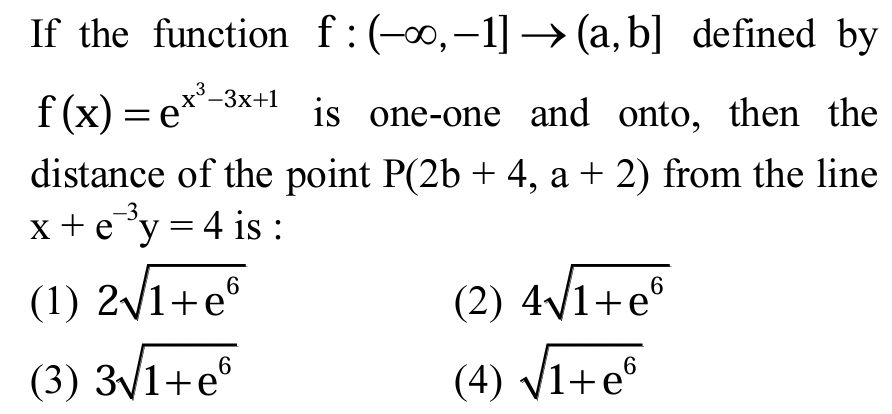 If the function f : (−∞, −1] → (a, b] defined by
f(x) = e^{x³−3x+1} is one-one and onto, then the
distance of the point P(2b + 4, a + 2) from the line
x + e⁻³y = 4 is :
(1) 2√(1+e⁶) (2) 4√(1+e⁶)
(3) 3√(1+e⁶) (4) √(1+e⁶)